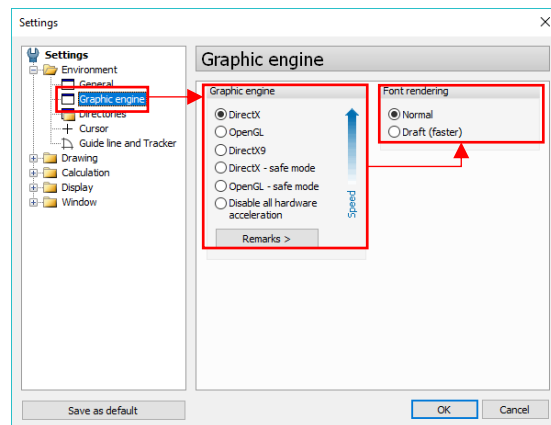 Settings
Settings
Environment
General
Graphic engine
Directories
Cursor
Guide line and Tracker
Drawing
Calculation
Display
Window
Save as default
Graphic engine
Graphic engine
DirectX
OpenGL
DirectX9
DirectX - safe mode
OpenGL - safe mode
Disable all hardware
acceleration
Speed
Remarks >
Font rendering
Normal
Draft (faster)
OK
Cancel